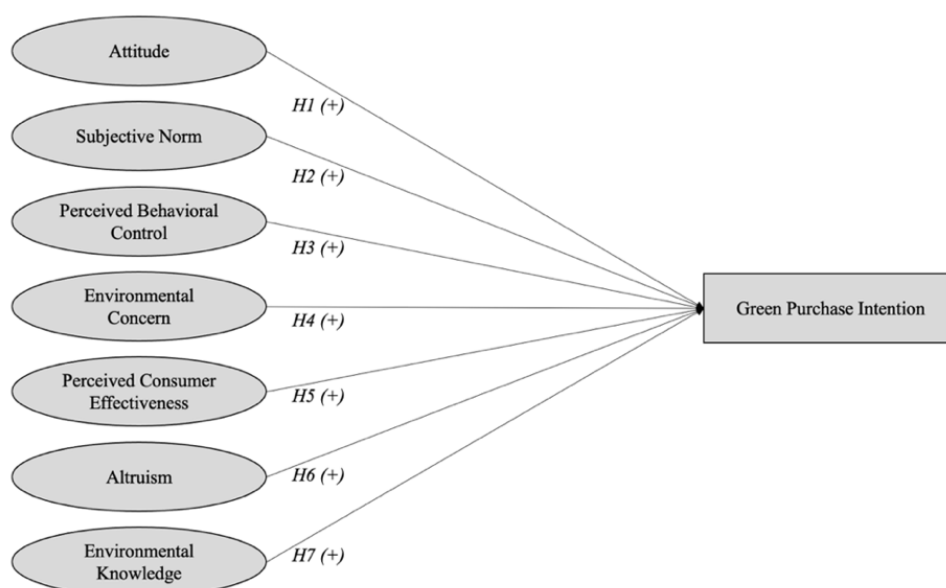 Attitude
H1 (+)
Subjective Norm
H2 (+)
Perceived Behavioral
Control
H3 (+)
Environmental
Concern
H4 (+)
Green Purchase Intention
Perceived Consumer
Effectiveness
H5 (+)
Altruism
H6 (+)
Environmental
Knowledge
H7 (+)